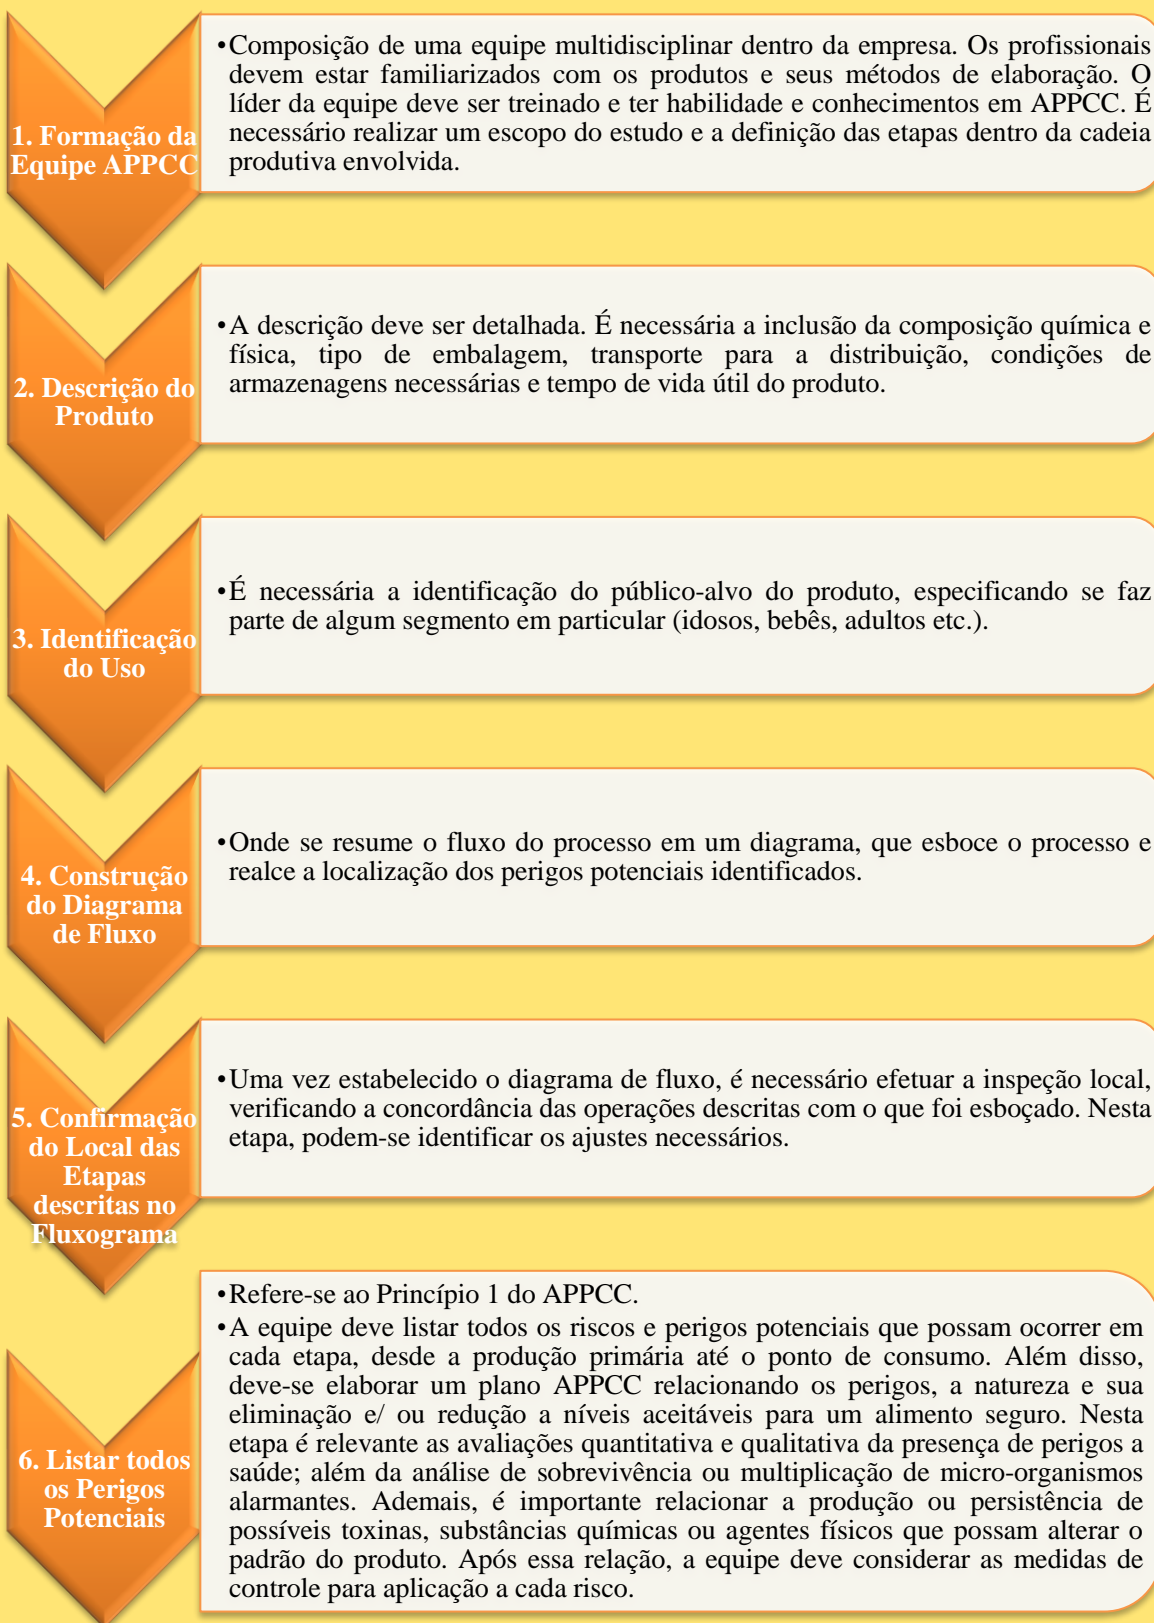 1. Formação da
Equipe APPCC
•Composição de uma equipe multidisciplinar dentro da empresa. Os profissionais
devem estar familiarizados com os produtos e seus métodos de elaboração. O
líder da equipe deve ser treinado e ter habilidade e conhecimentos em APPCC. É
necessário realizar um escopo do estudo e a definição das etapas dentro da cadeia
produtiva envolvida.
2. Descrição do
Produto
•A descrição deve ser detalhada. É necessária a inclusão da composição química e
física, tipo de embalagem, transporte para a distribuição, condições de
armazenagens necessárias e tempo de vida útil do produto.
3. Identificação
do Uso
•É necessária a identificação do público-alvo do produto, especificando se faz
parte de algum segmento em particular (idosos, bebês, adultos etc.).
4. Construção
do Diagrama
de Fluxo
•Onde se resume o fluxo do processo em um diagrama, que esboce o processo e
realce a localização dos perigos potenciais identificados.
5. Confirmação
do Local das
Etapas
descritas no
Fluxograma
•Uma vez estabelecido o diagrama de fluxo, é necessário efetuar a inspeção local,
verificando a concordância das operações descritas com o que foi esboçado. Nesta
etapa, podem-se identificar os ajustes necessários.
6. Listar todos
os Perigos
Potenciais
•Refere-se ao Princípio 1 do APPCC.
•A equipe deve listar todos os riscos e perigos potenciais que possam ocorrer em
cada etapa, desde a produção primária até o ponto de consumo. Além disso,
deve-se elaborar um plano APPCC relacionando os perigos, a natureza e sua
eliminação e/ ou redução a níveis aceitáveis para um alimento seguro. Nesta
etapa é relevante as avaliações quantitativa e qualitativa da presença de perigos a
saúde; além da análise de sobrevivência ou multiplicação de micro-organismos
alarmantes. Ademais, é importante relacionar a produção ou persistência de
possíveis toxinas, substâncias químicas ou agentes físicos que possam alterar o
padrão do produto. Após essa relação, a equipe deve considerar as medidas de
controle para aplicação a cada risco.